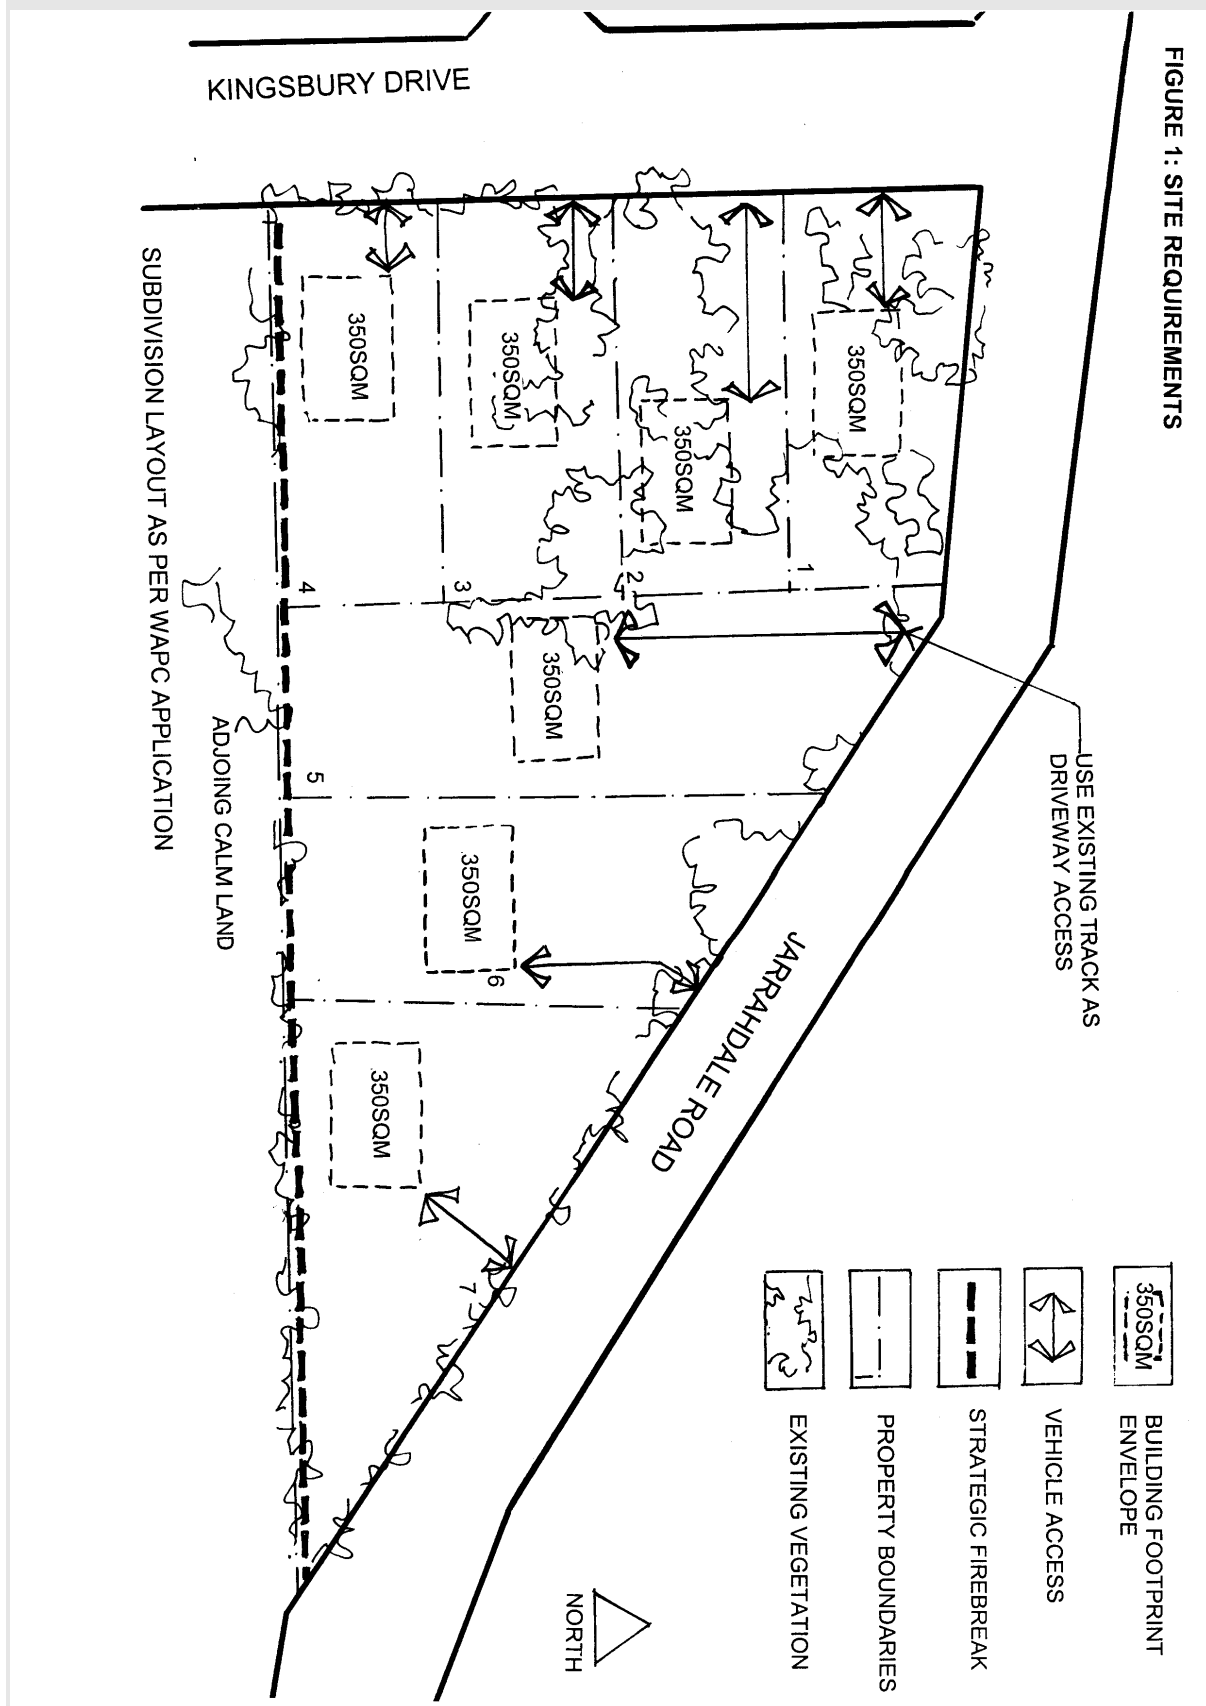 FIGURE 1: SITE REQUIREMENTS
KINGSBURY DRIVE
350SQM
350SQM
350SQM
350SQM
1
2
3
4
350SQM
5
350SQM
6
350SQM
7
USE EXISTING TRACK AS
DRIVEWAY ACCESS
JARRAHDALE ROAD
ADJOING CALM LAND
SUBDIVISION LAYOUT AS PER WAPC APPLICATION
350SQM
BUILDING FOOTPRINT
ENVELOPE
VEHICLE ACCESS
STRATEGIC FIREBREAK
PROPERTY BOUNDARIES
EXISTING VEGETATION
NORTH